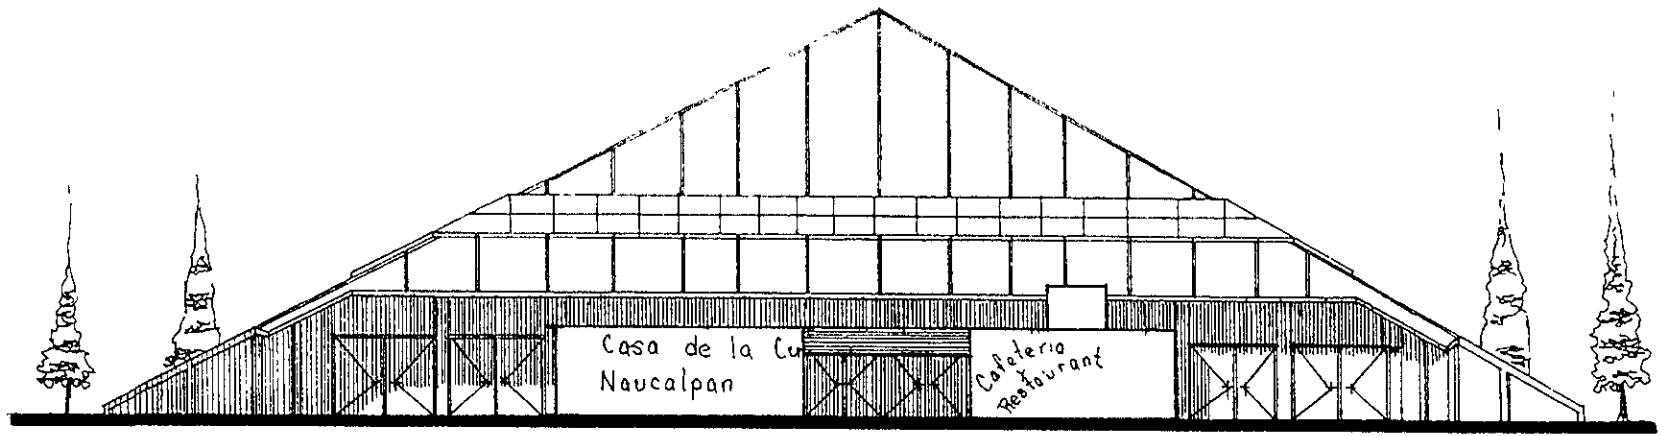 Casa de la Cu
Naucalpan
Cafeteria
y
Restaurant